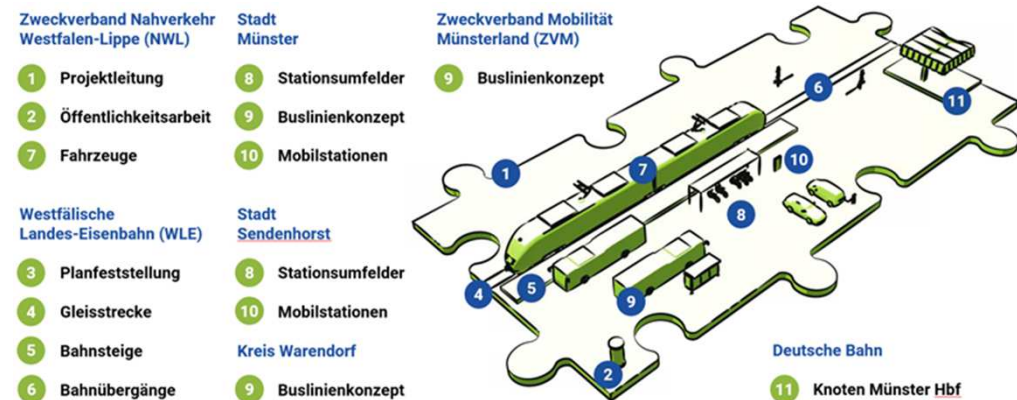 Zweckverband Nahverkehr
Westfalen-Lippe (NWL)
1 Projektleitung
2 Öffentlichkeitsarbeit
7 Fahrzeuge
Westfälische
Landes-Eisenbahn (WLE)
3 Planfeststellung
4 Gleisstrecke
5 Bahnsteige
6 Bahnübergänge
Stadt
Münster
8 Stationsumfelder
9 Buslinienkonzept
10 Mobilstationen
Stadt
Sendenhorst
8 Stationsumfelder
10 Mobilstationen
Kreis Warendorf
9 Buslinienkonzept
Zweckverband Mobilität
Münsterland (ZVM)
9 Buslinienkonzept
6
11
10
7
1
8
4
5
9
2
Deutsche Bahn
11 Knoten Münster Hbf